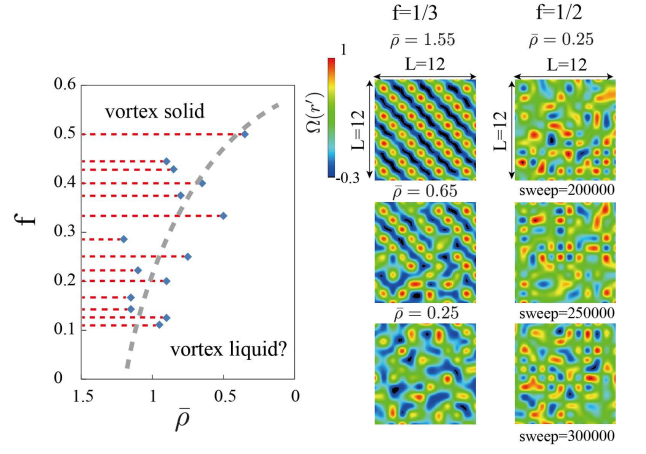 f=1/3
f=1/2
ρ̄ = 1.55
ρ̄ = 0.25
L=12
L=12
1
Ω(r′)
-0.3
L=12
L=12
0.6
0.5
0.4
0.3
0.2
0.1
0
f
vortex solid
vortex liquid?
1.5
1
0.5
0
ρ̄
ρ̄ = 0.65
sweep=200000
ρ̄ = 0.25
sweep=250000
sweep=300000